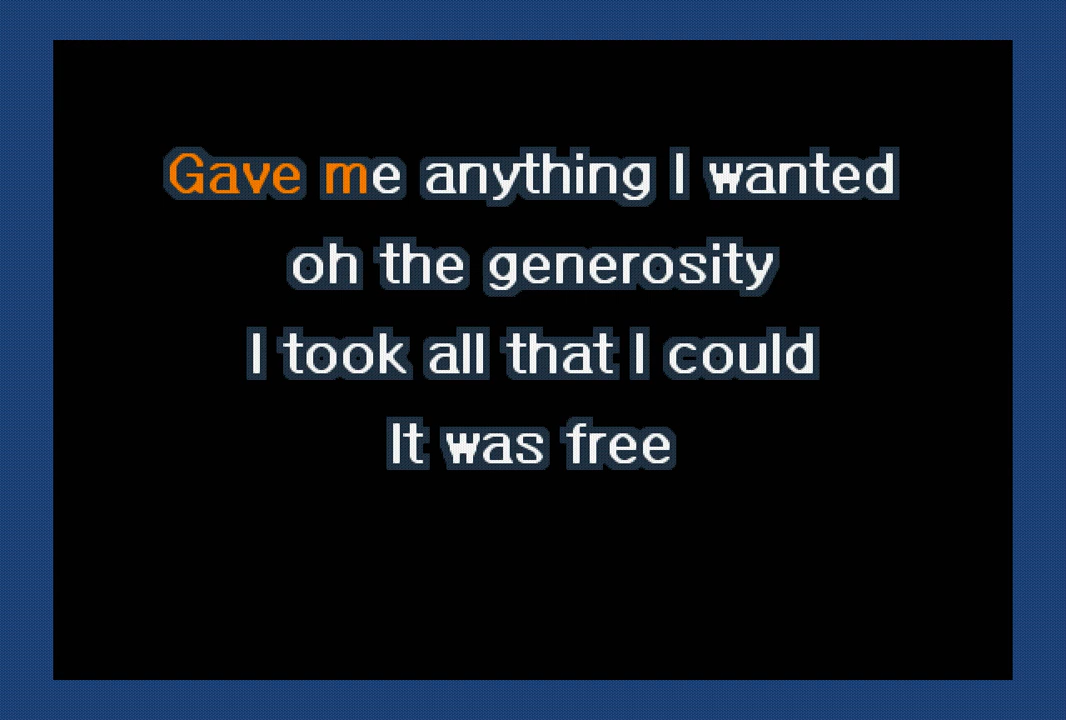 Gave me anything I wanted
oh the generosity
I took all that I could
It was free